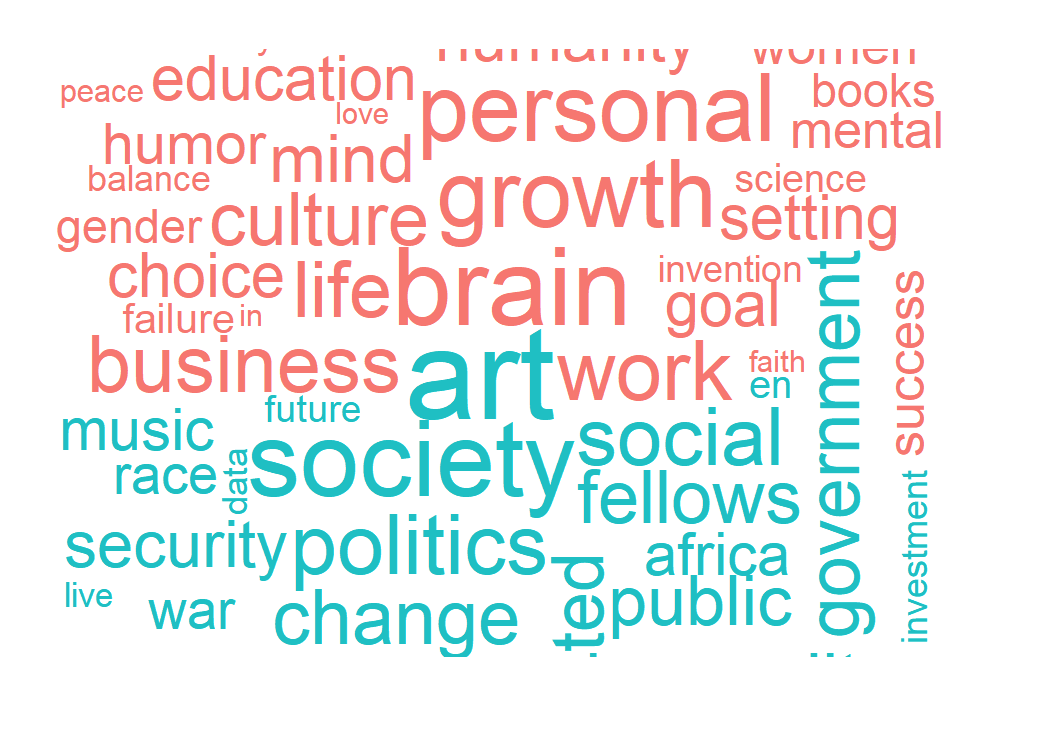 humanity
women
education
peace
love
personal
books
mental
humor
mind
balance
growth
science
gender
culture
setting
choice
life
brain
invention
goal
failure
in
business
art
work
faith
en
government
success
future
music
society
social
race
data
fellows
security
politics
africa
investment
live
war
change
ted
public